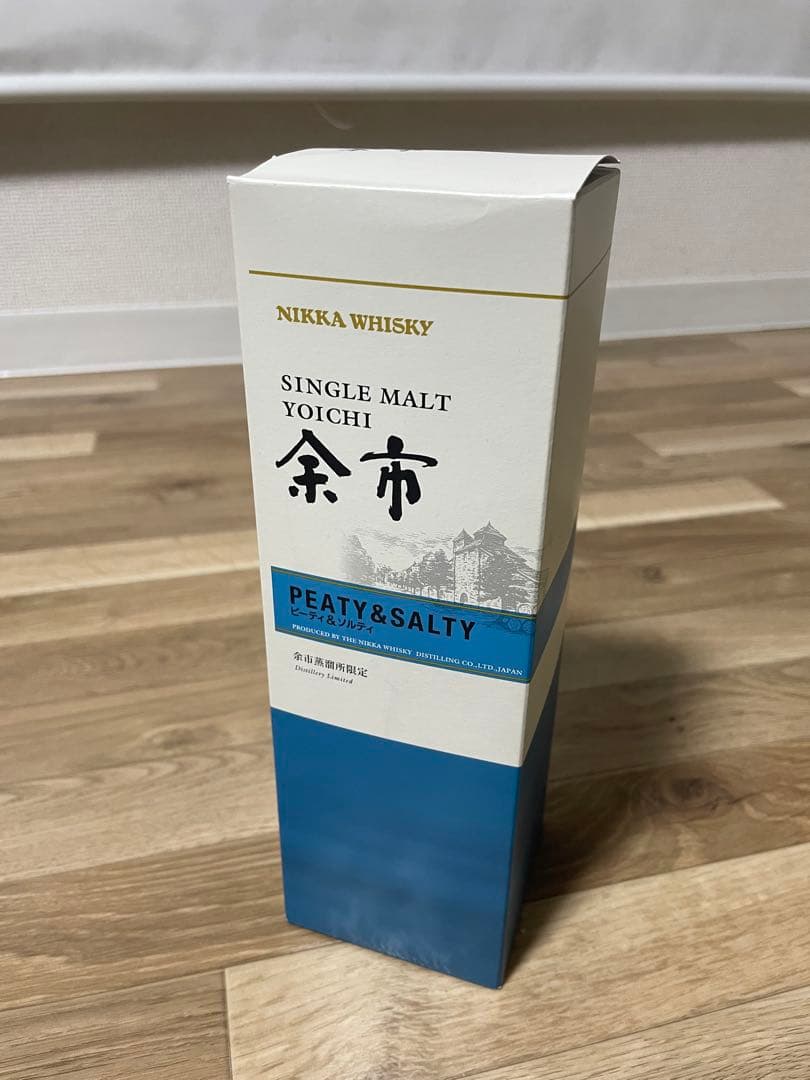 NIKKA WHISKY
SINGLE MALT
YOICHI
余市
PEATY&SALTY
ピーティ&ソルティ
PRODUCED BY THE NIKKA WHISKY DISTILLING CO.,LTD.,JAPAN
余市蒸溜所限定
Distillery Limited